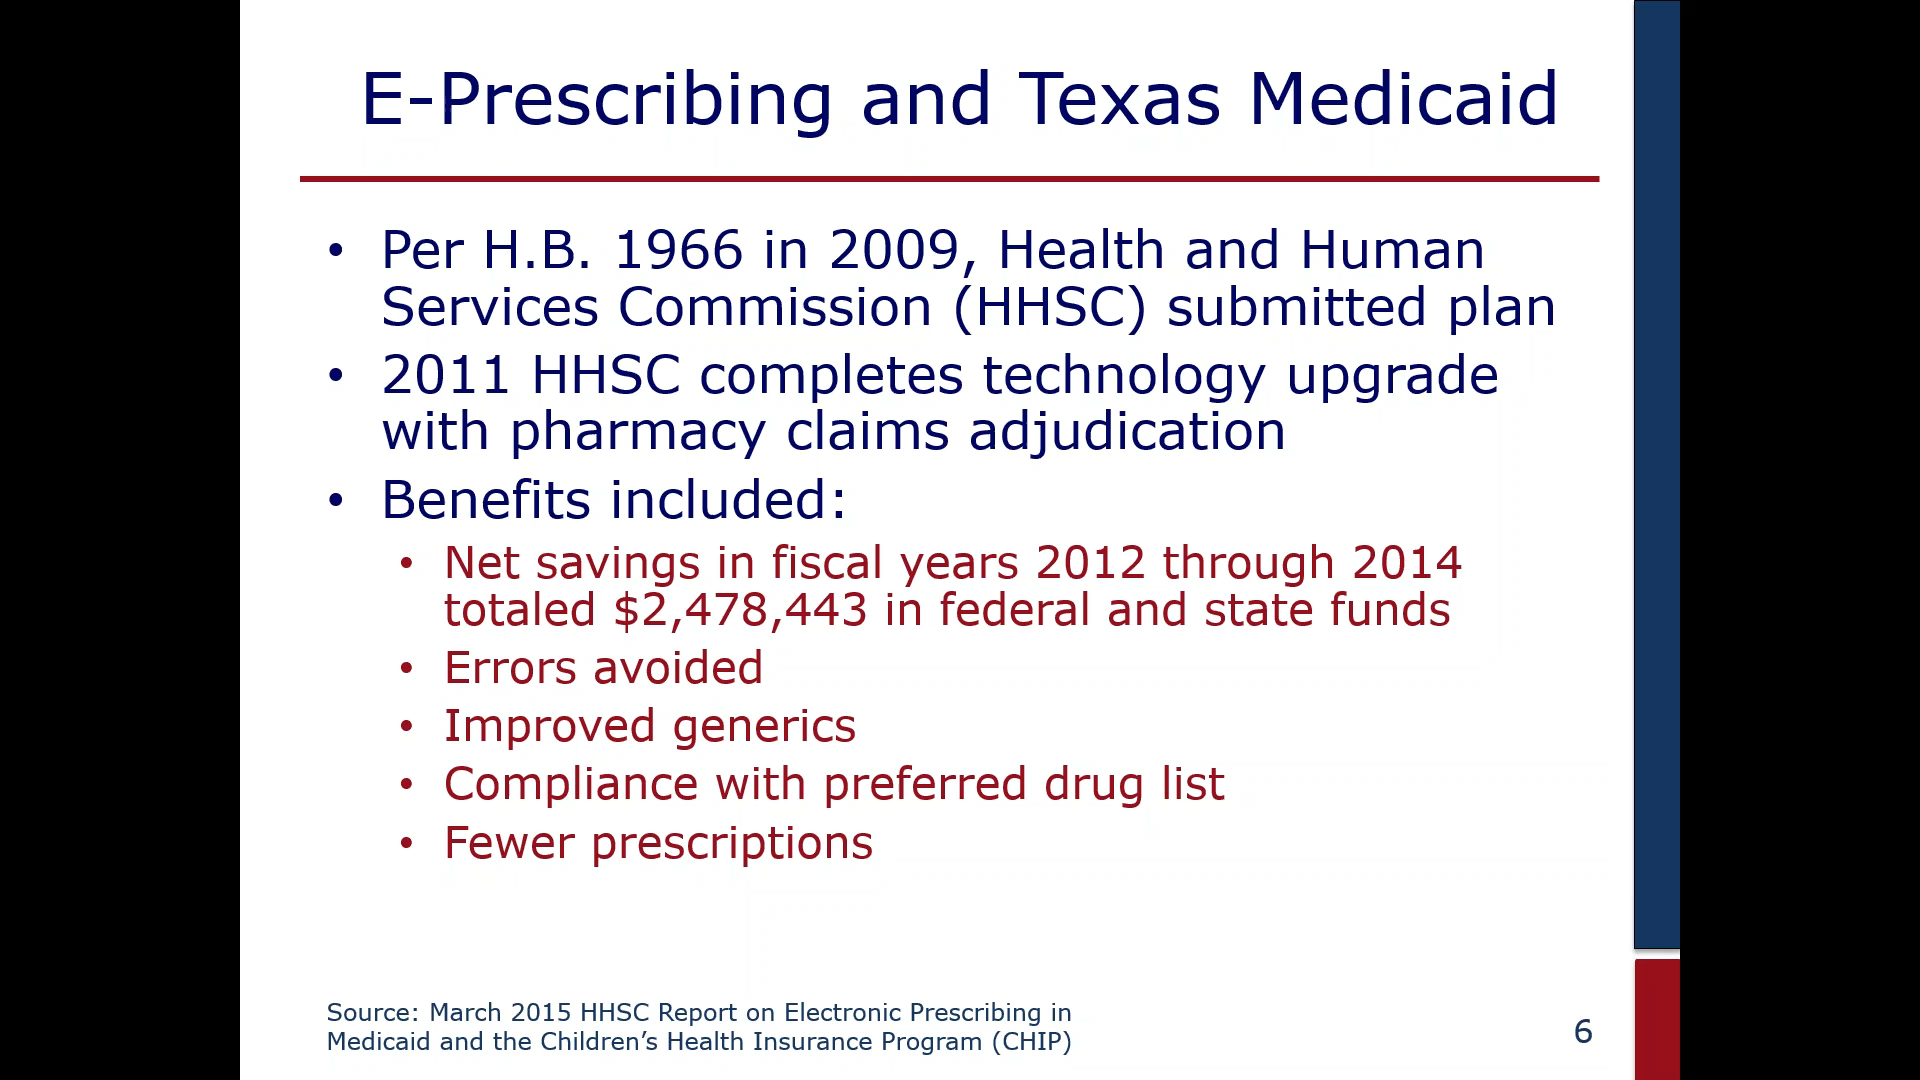 E-Prescribing and Texas Medicaid
• Per H.B. 1966 in 2009, Health and Human
Services Commission (HHSC) submitted plan
• 2011 HHSC completes technology upgrade
with pharmacy claims adjudication
• Benefits included:
• Net savings in fiscal years 2012 through 2014
totaled $2,478,443 in federal and state funds
• Errors avoided
• Improved generics
• Compliance with preferred drug list
• Fewer prescriptions
Source: March 2015 HHSC Report on Electronic Prescribing in
Medicaid and the Children’s Health Insurance Program (CHIP)
6